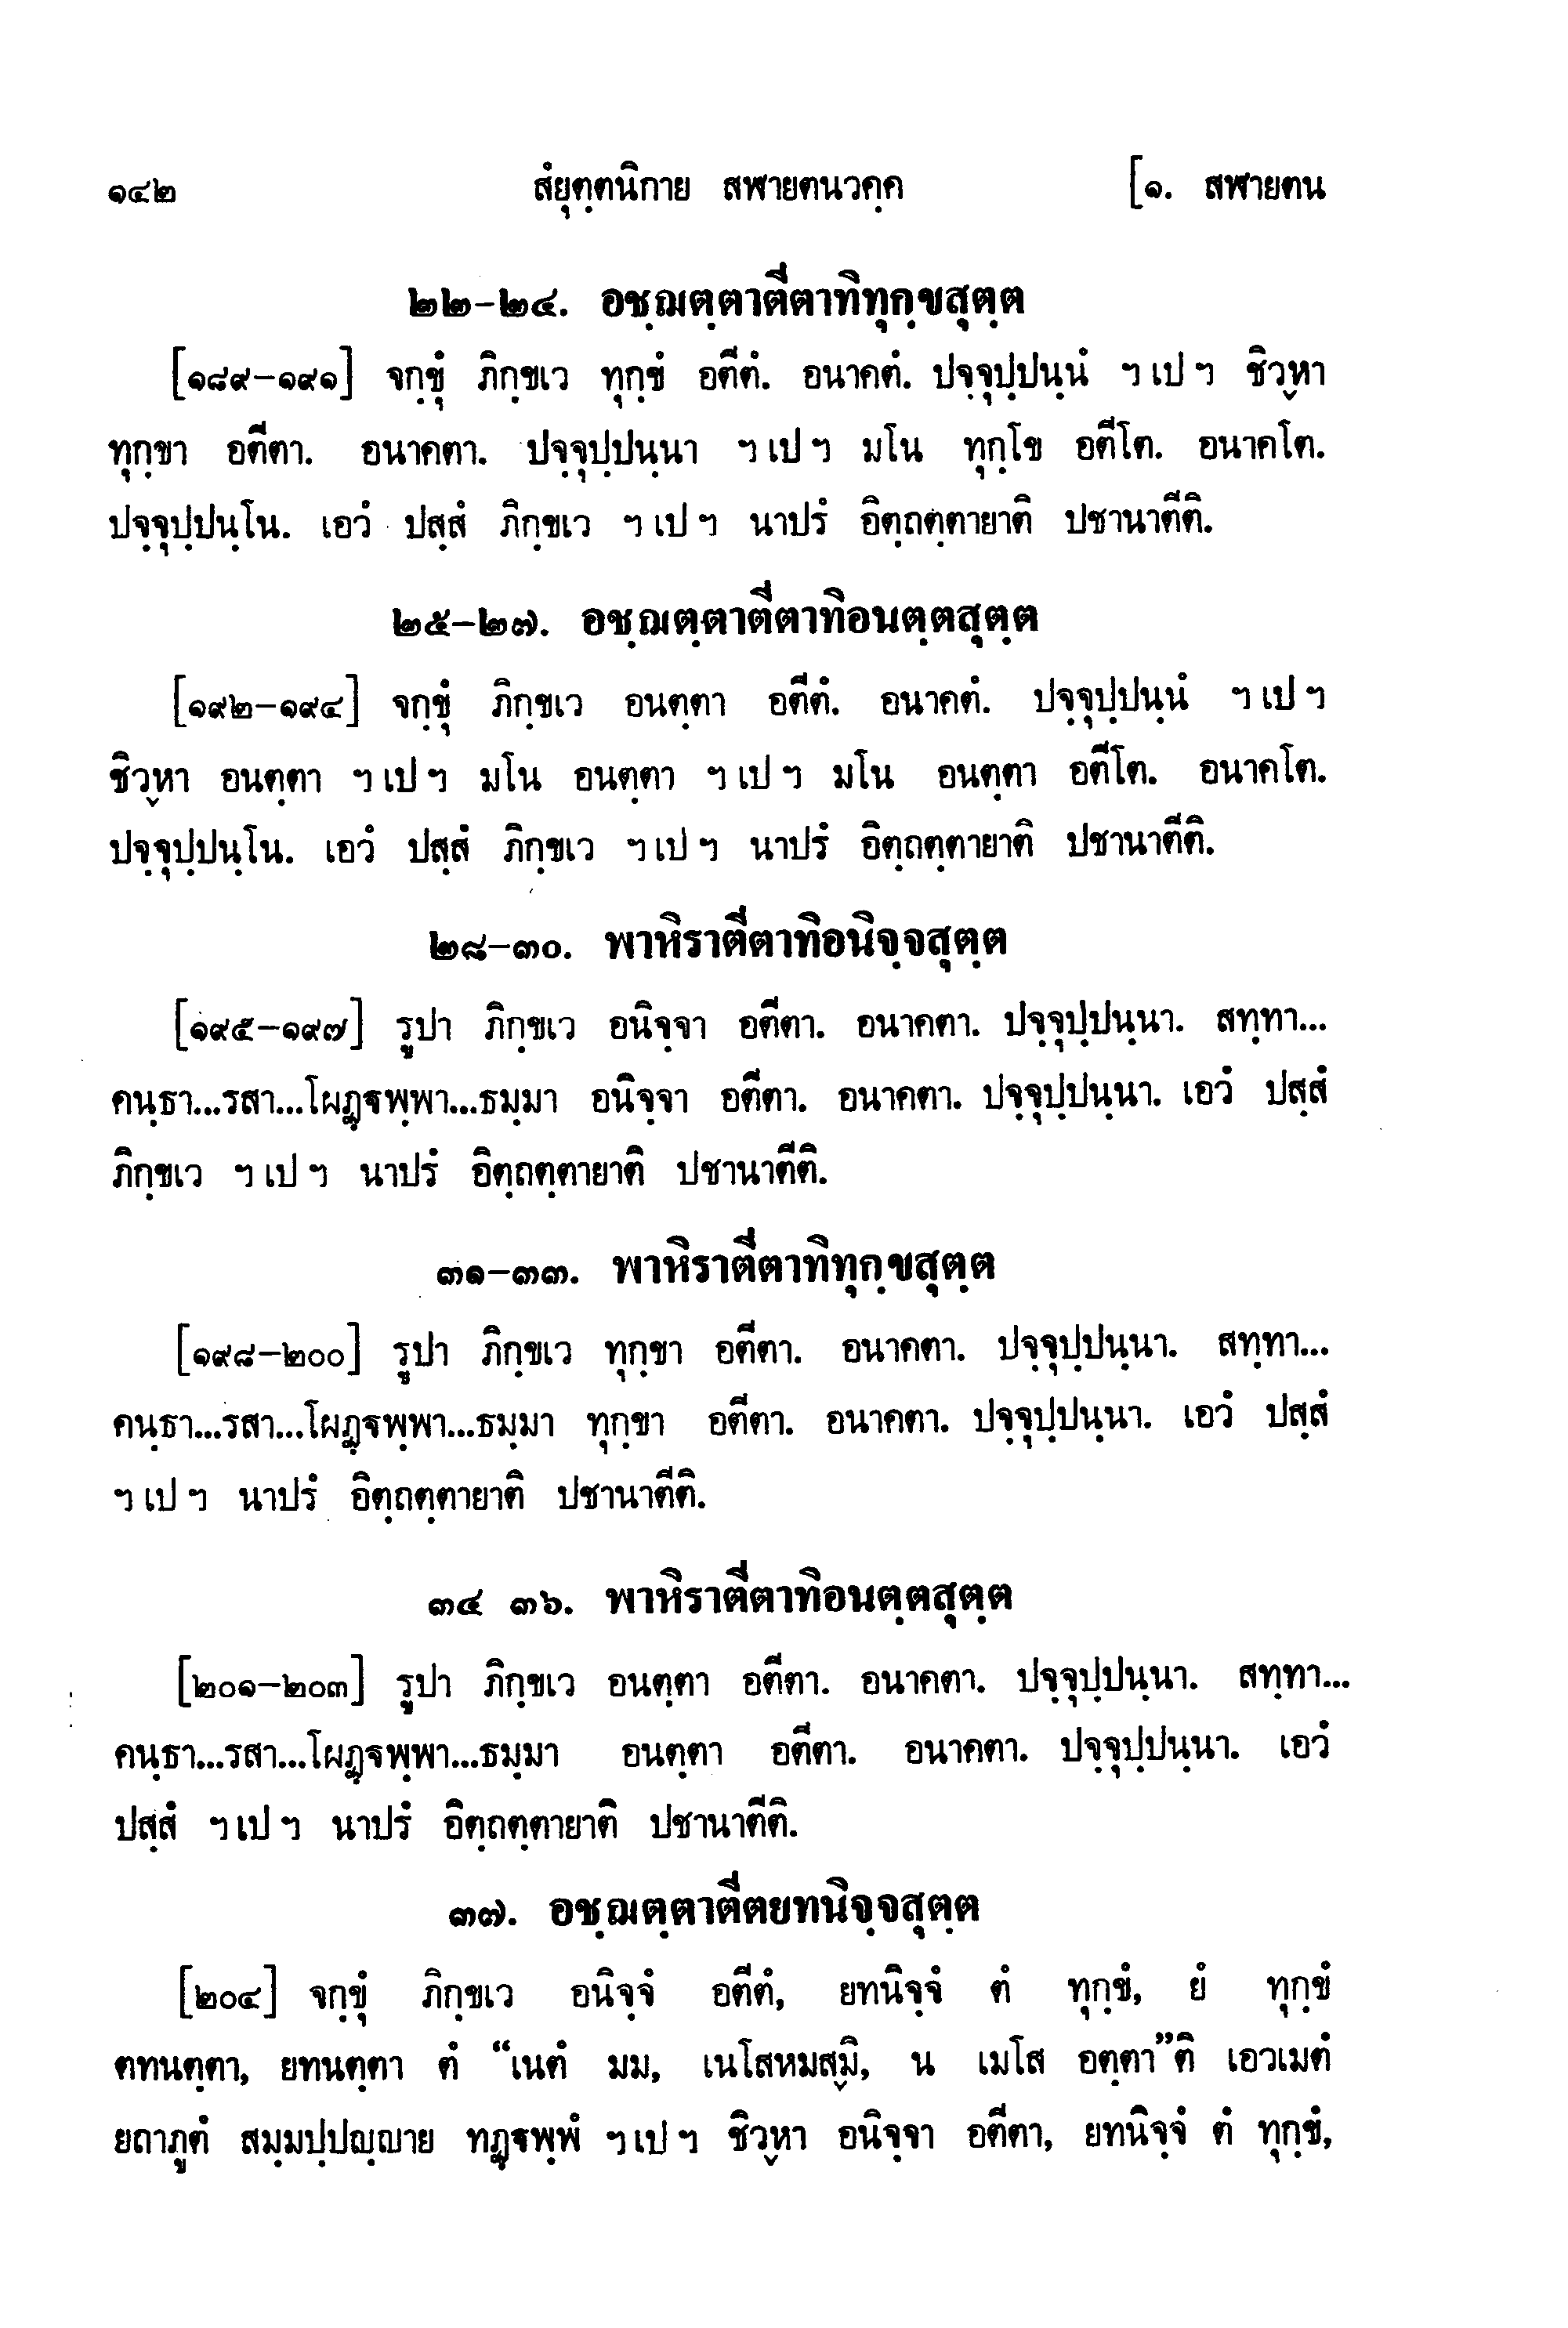 ๑๔๒ สํยุตฺตนิกาย สฬายตนวคฺค [๑. สฬายตน
๒๒-๒๔. อชฺฌตฺตาตีตาทิทุกฺขสุตฺต
[๑๘๙-๑๙๑] จกฺขุํ ภิกฺขเว ทุกฺขํ อตีตํ. อนาคตํ. ปจฺจุปฺปนฺนํ ฯ เป ฯ ชิวฺหา
ทุกฺขา อตีตา. อนาคตา. ปจฺจุปฺปนฺนา ฯ เป ฯ มโน ทุกฺโข อตีโต. อนาคโต.
ปจฺจุปฺปนฺโน. เอวํ ปสฺสํ ภิกฺขเว ฯ เป ฯ นาปรํ อิตฺถตฺตายาติ ปชานาตีติ.
๒๕-๒๗. อชฺฌตฺตาตีตาทิอนตฺตสุตฺต
[๑๙๒-๑๙๔] จกฺขุํ ภิกฺขเว อนตฺตา อตีตํ. อนาคตํ. ปจฺจุปฺปนฺนํ ฯ เป ฯ
ชิวฺหา อนตฺตา ฯ เป ฯ มโน อนตฺตา ฯ เป ฯ มโน อนตฺตา อตีโต. อนาคโต.
ปจฺจุปฺปนฺโน. เอวํ ปสฺสํ ภิกฺขเว ฯ เป ฯ นาปรํ อิตฺถตฺตายาติ ปชานาตีติ.
๒๘-๓๐. พาหิราตีตาทิอนิจฺจสุตฺต
[๑๙๕-๑๙๗] รูปา ภิกฺขเว อนิจฺจา อตีตา. อนาคตา. ปจฺจุปฺปนฺนา. สทฺทา...
คนฺธา...รสา...โผฏฺฐพฺพา...ธมฺมา อนิจฺจา อตีตา. อนาคตา. ปจฺจุปฺปนฺนา. เอวํ ปสฺสํ
ภิกฺขเว ฯ เป ฯ นาปรํ อิตฺถตฺตายาติ ปชานาตีติ.
๓๑-๓๓. พาหิราตีตาทิทุกฺขสุตฺต
[๑๙๘-๒๐๐] รูปา ภิกฺขเว ทุกฺขา อตีตา. อนาคตา. ปจฺจุปฺปนฺนา. สทฺทา...
คนฺธา...รสา...โผฏฺฐพฺพา...ธมฺมา ทุกฺขา อตีตา. อนาคตา. ปจฺจุปฺปนฺนา. เอวํ ปสฺสํ
ฯ เป ฯ นาปรํ อิตฺถตฺตายาติ ปชานาตีติ.
๓๔ ๓๖. พาหิราตีตาทิอนตฺตสุตฺต
[๒๐๑-๒๐๓] รูปา ภิกฺขเว อนตฺตา อตีตา. อนาคตา. ปจฺจุปฺปนฺนา. สทฺทา...
คนฺธา...รสา...โผฏฺฐพฺพา...ธมฺมา อนตฺตา อตีตา. อนาคตา. ปจฺจุปฺปนฺนา. เอวํ
ปสฺสํ ฯ เป ฯ นาปรํ อิตฺถตฺตายาติ ปชานาตีติ.
๓๗. อชฺฌตฺตาตีตยทนิจฺจสุตฺต
[๒๐๔] จกฺขุํ ภิกฺขเว อนิจฺจํ อตีตํ, ยทนิจฺจํ ตํ ทุกฺขํ, ยํ ทุกฺขํ
ตทนตฺตา, ยทนตฺตา ตํ “เนตํ มม, เนโสหมสฺมิ, น เมโส อตฺตา”ติ เอวเมตํ
ยถาภูตํ สมฺมปฺปญฺญาย ทฏฺฐพฺพํ ฯ เป ฯ ชิวฺหา อนิจฺจา อตีตา, ยทนิจฺจํ ตํ ทุกฺขํ,